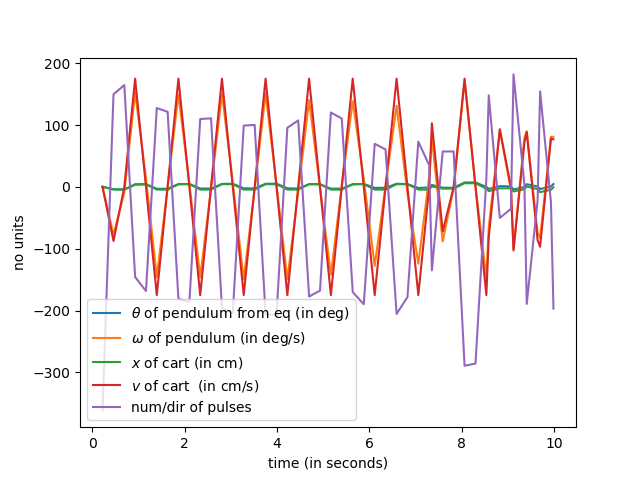 200
100
0
−100
−200
−300
no units
θ of pendulum from eq (in deg)
ω of pendulum (in deg/s)
x of cart (in cm)
v of cart  (in cm/s)
num/dir of pulses
0 2 4 6 8 10
time (in seconds)